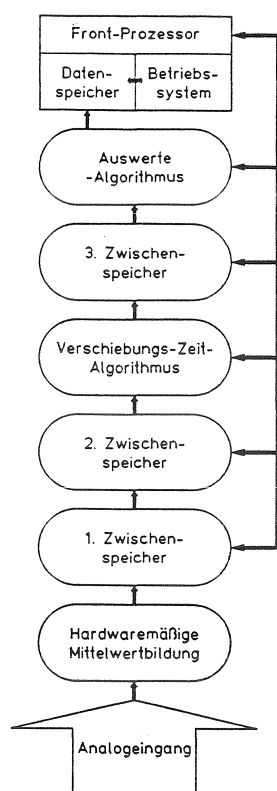 Front-Prozessor
Daten-
speicher
Betriebs-
system
Auswerte
-Algorithmus
3. Zwischen-
speicher
Verschiebungs-Zeit-
Algorithmus
2. Zwischen-
speicher
1. Zwischen-
speicher
Hardwaremäßige
Mittelwertbildung
Analogeingang